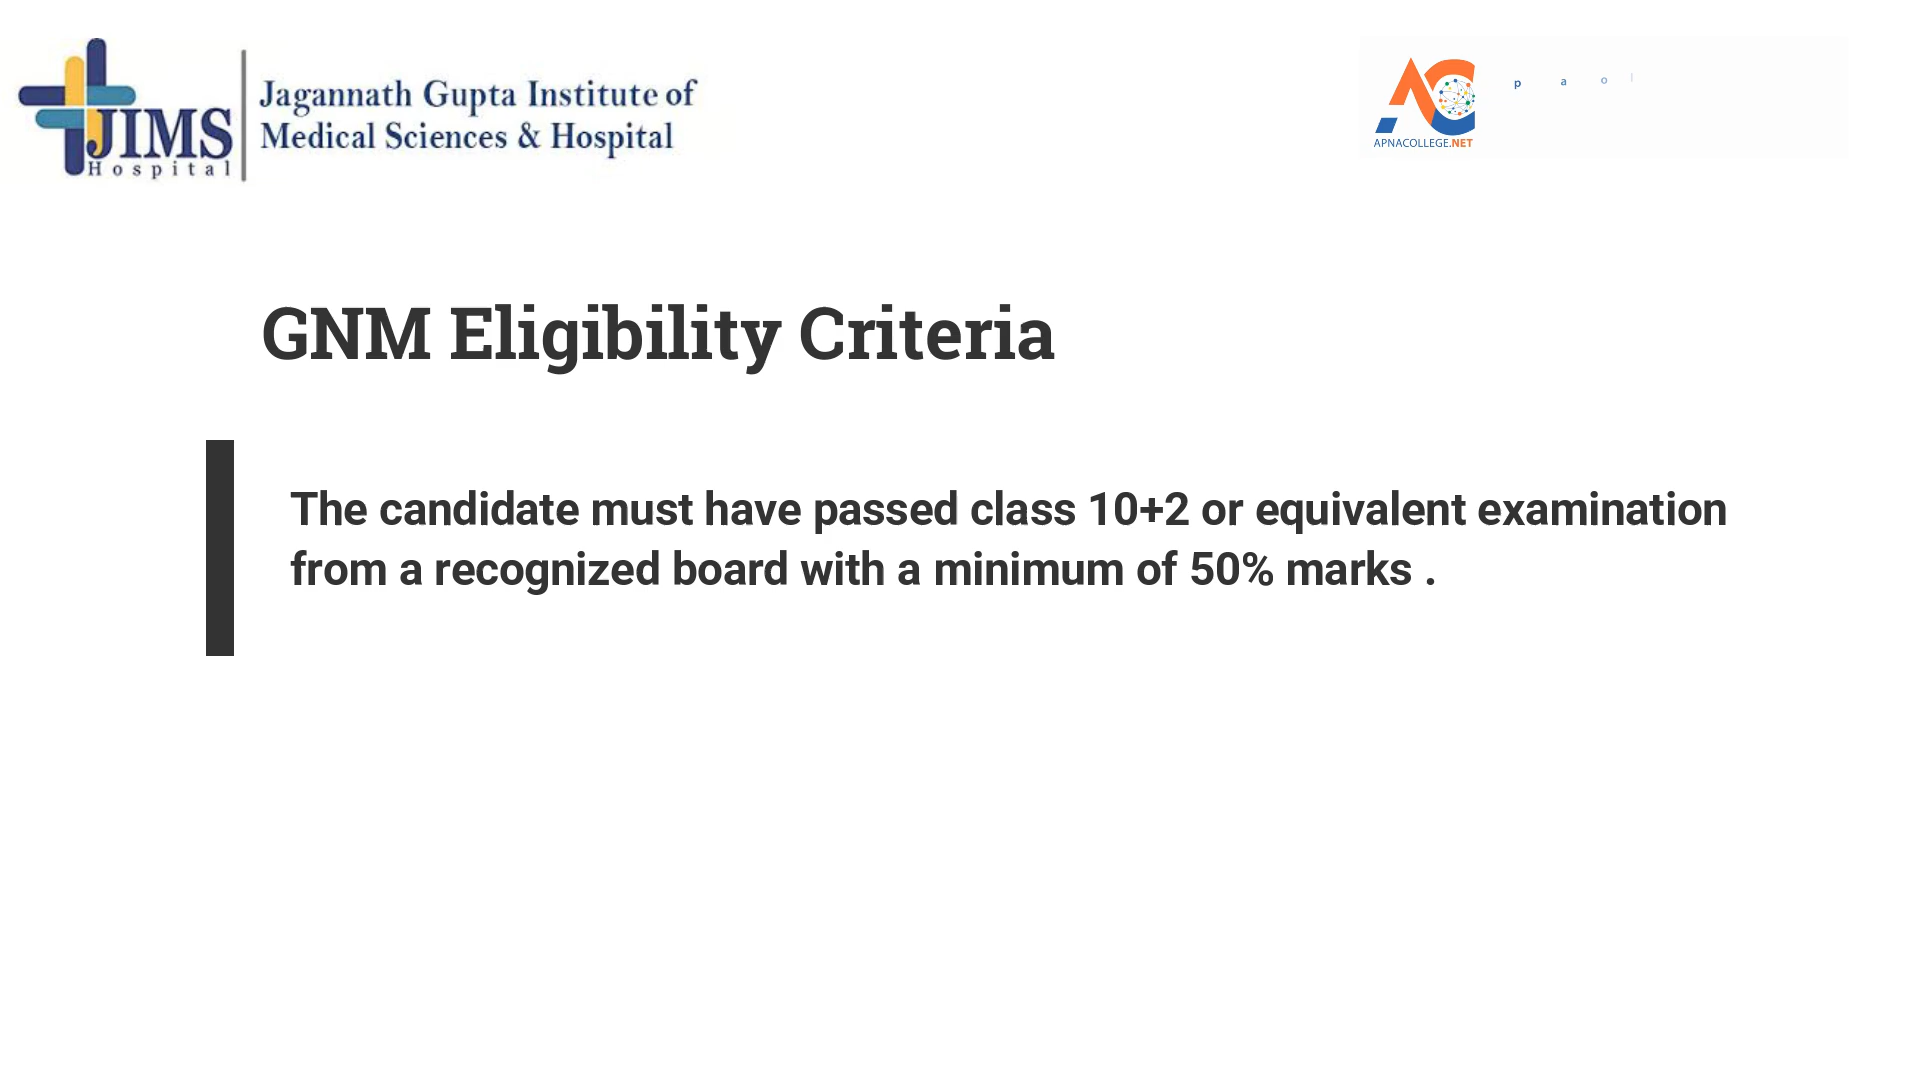 JIMS
Hospital
Jagannath Gupta Institute of
Medical Sciences & Hospital
APNACOLLEGE.NET
p a o l
GNM Eligibility Criteria
The candidate must have passed class 10+2 or equivalent examination
from a recognized board with a minimum of 50% marks .